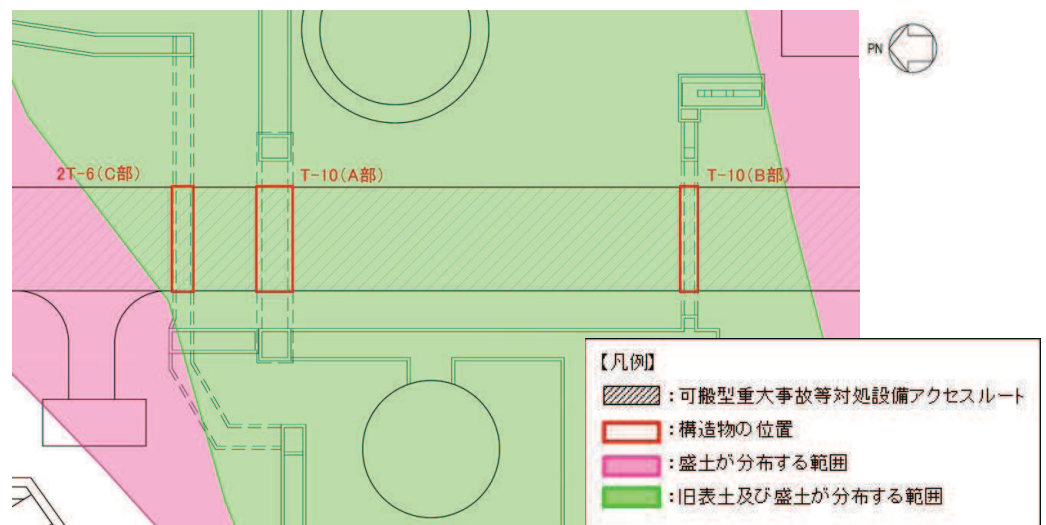 PN
2T-6(C部)
T-10(A部)
T-10(B部)
【凡例】
：可搬型重大事故等対処設備アクセスルート
：構造物の位置
：盛土が分布する範囲
：旧表土及び盛土が分布する範囲